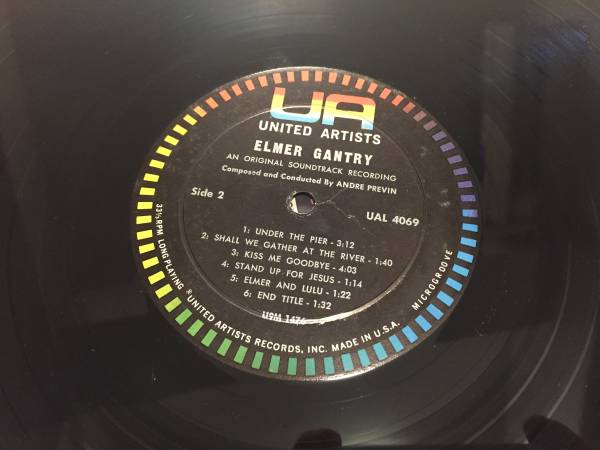 UA
UNITED ARTISTS
ELMER GANTRY
AN ORIGINAL SOUNDTRACK RECORDING
Composed and Conducted By ANDRE PREVIN
Side 2
UAL 4069
1: UNDER THE PIER - 3:12
2: SHALL WE GATHER AT THE RIVER - 1:40
3: KISS ME GOODBYE - 4:03
4: STAND UP FOR JESUS - 1:14
5: ELMER AND LULU - 1:22
6: END TITLE - 1:32
U9M 1476
33⅓ RPM LONG PLAYING ® UNITED ARTISTS RECORDS, INC. MADE IN U.S.A. MICROGROOVE